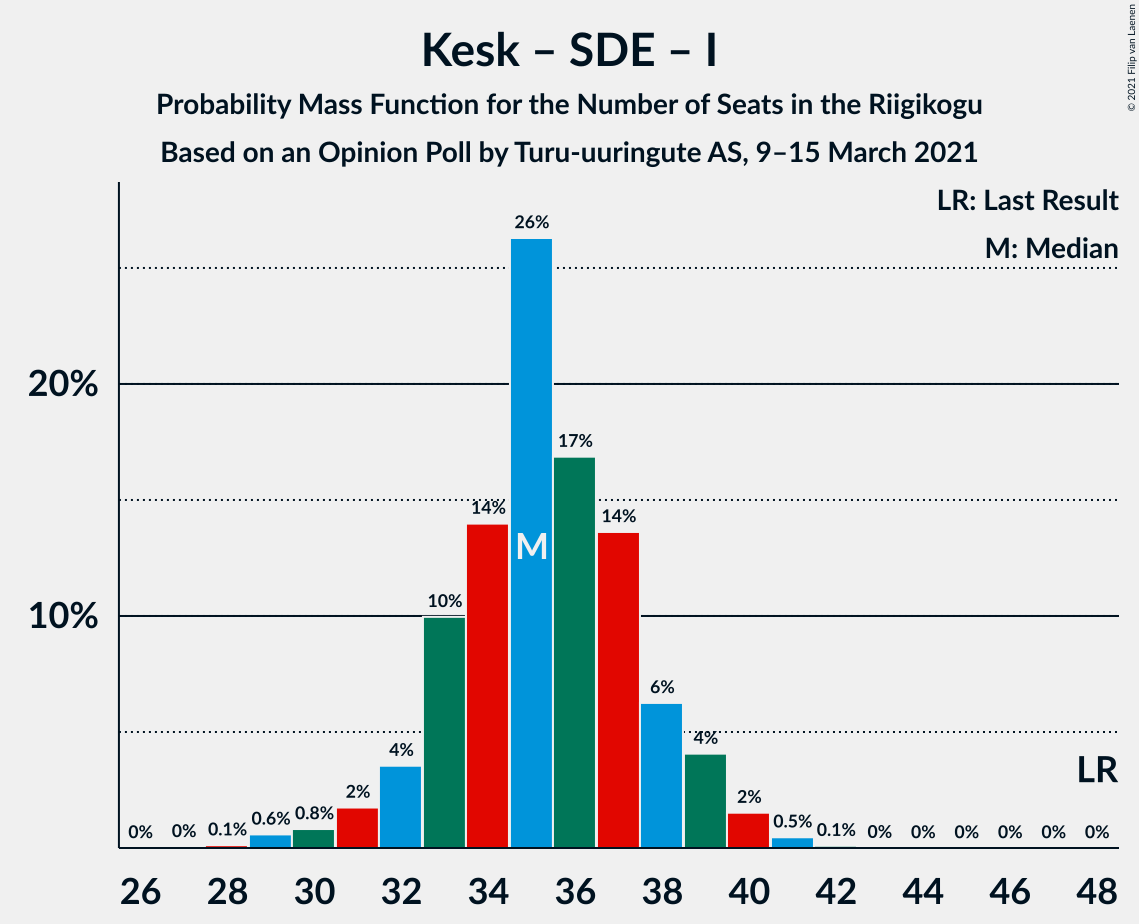 Kesk – SDE – I
Probability Mass Function for the Number of Seats in the Riigikogu
Based on an Opinion Poll by Turu-uuringute AS, 9–15 March 2021
© 2021 Filip van Laenen
LR: Last Result
M: Median
26%
20%
17%
14%
14%
M
10%
10%
6%
4%
4%
LR
2%
2%
0%
0%
0.1%
0.6%
0.8%
0.5%
0.1%
0%
0%
0%
0%
0%
0%
26 28 30 32 34 36 38 40 42 44 46 48